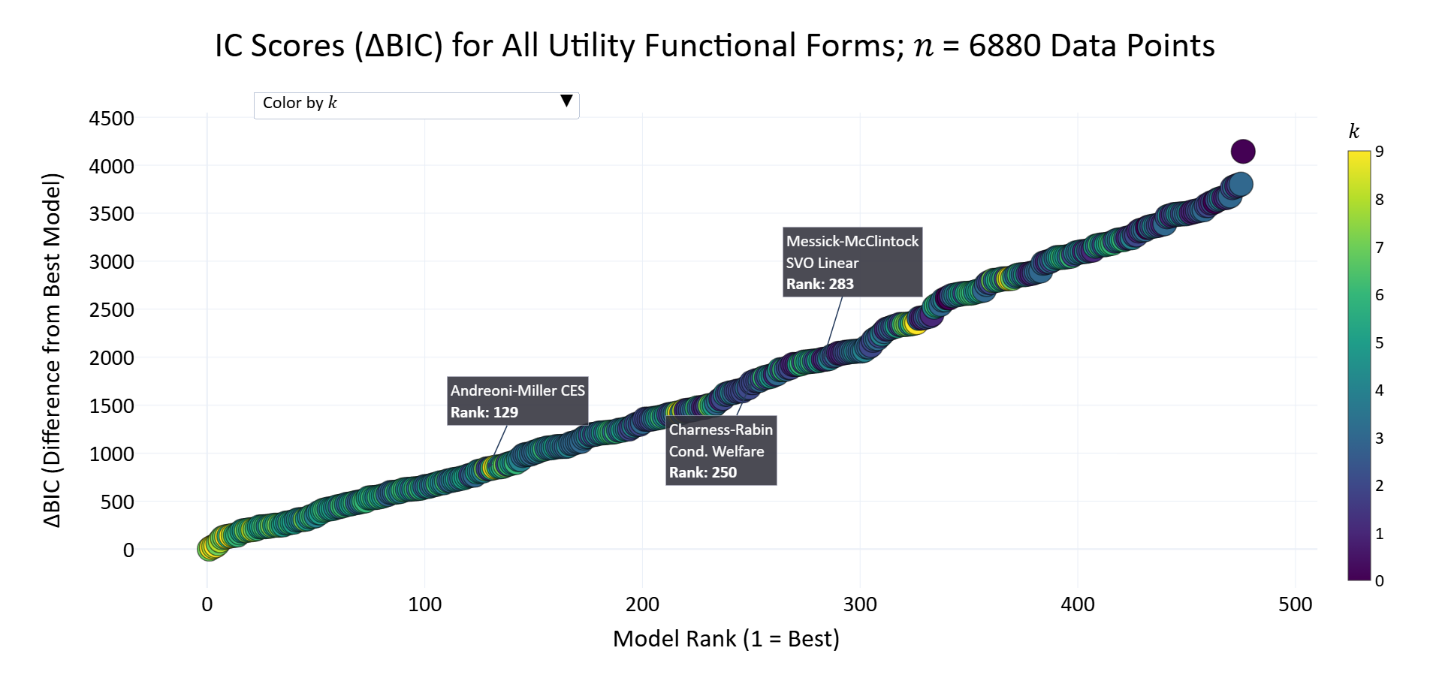 IC Scores (ΔBIC) for All Utility Functional Forms; n = 6880 Data Points
Color by k ▼
k
4500
4000
3500
3000
2500
2000
1500
1000
500
0
ΔBIC (Difference from Best Model)
Messick-McClintock
SVO Linear
Rank: 283
Andreoni-Miller CES
Rank: 129
Charness-Rabin
Cond. Welfare
Rank: 250
9
8
7
6
5
4
3
2
1
0
0 100 200 300 400 500
Model Rank (1 = Best)